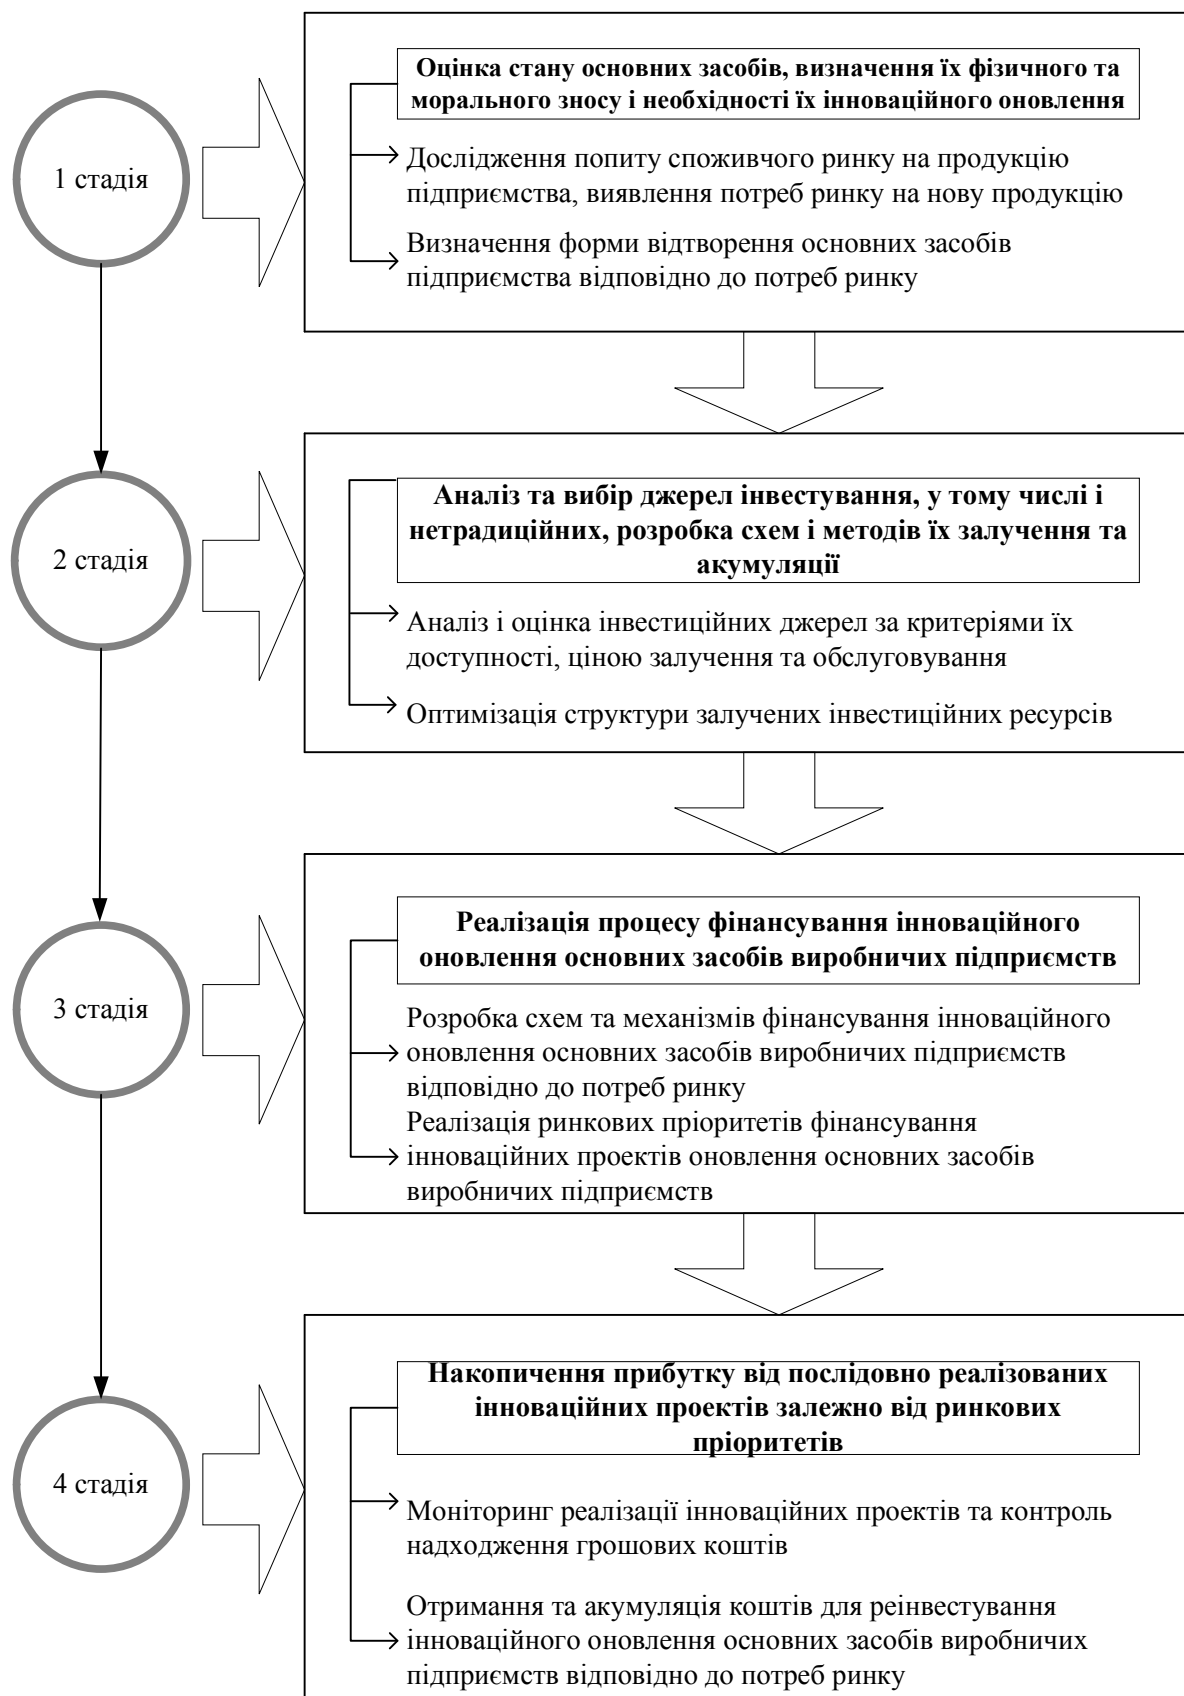 1 стадія
Оцінка стану основних засобів, визначення їх фізичного та
морального зносу і необхідності їх інноваційного оновлення
Дослідження попиту споживчого ринку на продукцію
підприємства, виявлення потреб ринку на нову продукцію
Визначення форми відтворення основних засобів
підприємства відповідно до потреб ринку
2 стадія
Аналіз та вибір джерел інвестування, у тому числі і
нетрадиційних, розробка схем і методів їх залучення та
акумуляції
Аналіз і оцінка інвестиційних джерел за критеріями їх
доступності, ціною залучення та обслуговування
Оптимізація структури залучених інвестиційних ресурсів
3 стадія
Реалізація процесу фінансування інноваційного
оновлення основних засобів виробничих підприємств
Розробка схем та механізмів фінансування інноваційного
оновлення основних засобів виробничих підприємств
відповідно до потреб ринку
Реалізація ринкових пріоритетів фінансування
інноваційних проектів оновлення основних засобів
виробничих підприємств
4 стадія
Накопичення прибутку від послідовно реалізованих
інноваційних проектів залежно від ринкових
пріоритетів
Моніторинг реалізації інноваційних проектів та контроль
надходження грошових коштів
Отримання та акумуляція коштів для реінвестування
інноваційного оновлення основних засобів виробничих
підприємств відповідно до потреб ринку